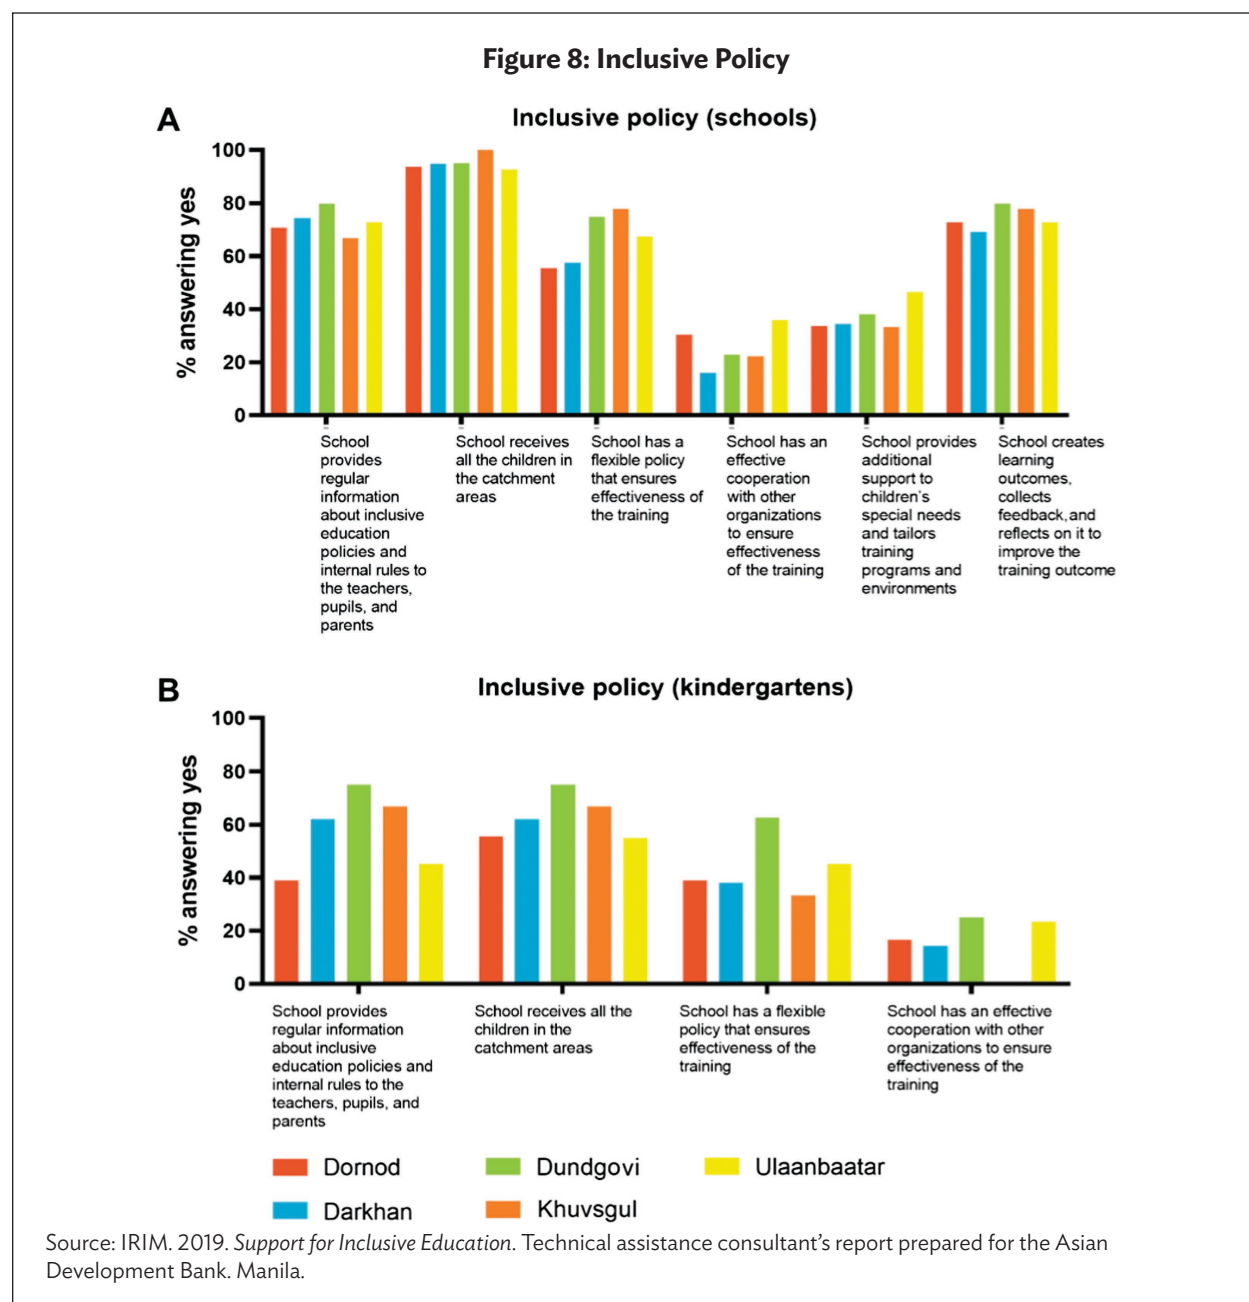 Figure 8: Inclusive Policy
A
Inclusive policy (schools)
% answering yes
100
80
60
40
20
0
School
provides
regular
information
about inclusive
education
policies and
internal rules to
the teachers,
pupils, and
parents
School receives
all the children in
the catchment
areas
School has a
flexible policy
that ensures
effectiveness of
the training
School has an
effective
cooperation
with other
organizations
to ensure
effectiveness
of the training
School provides
additional
support to
children's
special needs
and tailors
training
programs and
environments
School creates
learning
outcomes,
collects
feedback, and
reflects on it to
improve the
training outcome
B
Inclusive policy (kindergartens)
% answering yes
100
80
60
40
20
0
School provides
regular information
about inclusive
education policies and
internal rules to the
teachers, pupils, and
parents
School receives all the
children in the
catchment areas
School has a flexible
policy that ensures
effectiveness of the
training
School has an effective
cooperation with other
organizations to ensure
effectiveness of the
training
Dornod
Dundgovi
Ulaanbaatar
Darkhan
Khuvsgul
Source: IRIM. 2019. Support for Inclusive Education. Technical assistance consultant's report prepared for the Asian
Development Bank. Manila.